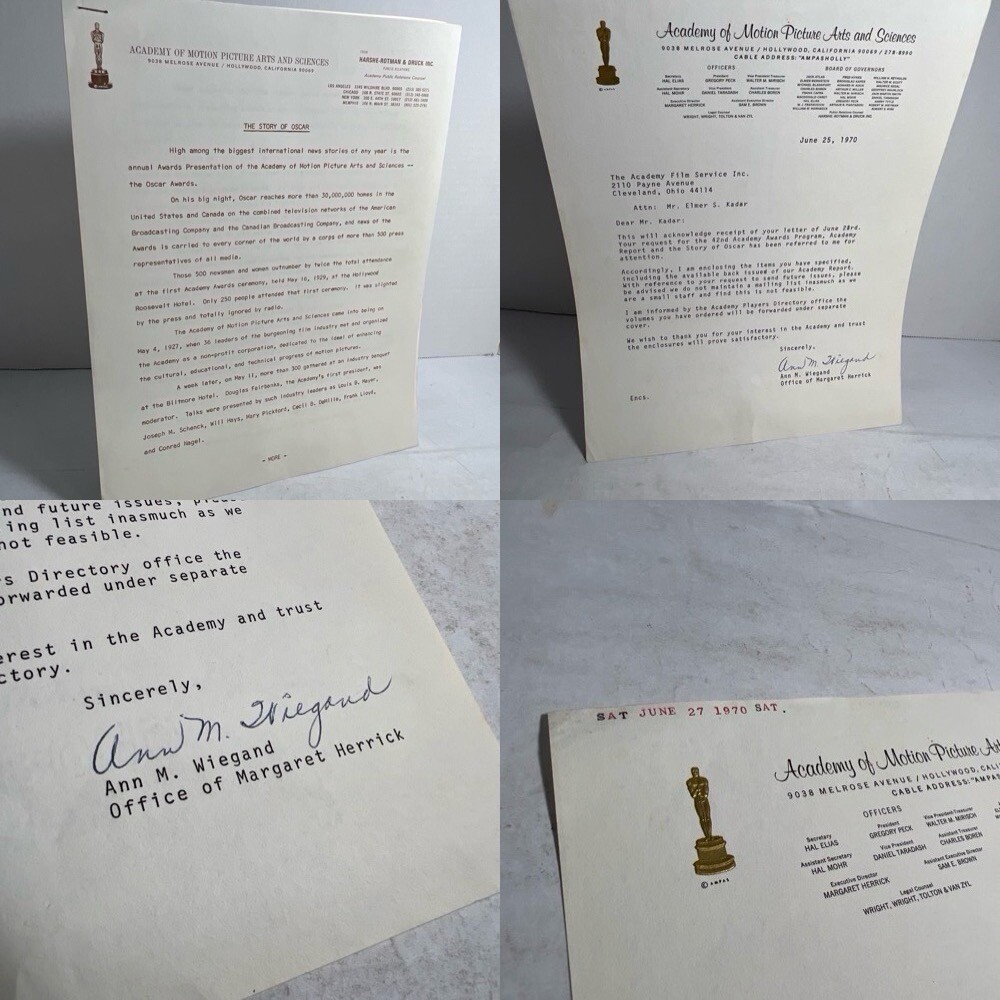 ACADEMY OF MOTION PICTURE ARTS AND SCIENCES
9038 MELROSE AVENUE / HOLLYWOOD, CALIFORNIA 90069
HARSHE-ROTMAN & DRUCK INC.
Academy Public Relations Counsel
LOS ANGELES
CHICAGO
NEW YORK
MEMPHIS
THE STORY OF OSCAR
High among the biggest international news stories of any year is the
annual Awards Presentation of the Academy of Motion Picture Arts and Sciences --
the Oscar Awards.
On his big night, Oscar reaches more than 30,000,000 homes in the
United States and Canada on the combined television networks of the American
Broadcasting Company and the Canadian Broadcasting Company, and news of the
Awards is carried to every corner of the world by a corps of more than 500 press
representatives of all media.
Those 500 newsmen and women outnumber by twice the total attendance
at the first Academy Awards ceremony, held May 16, 1929, at the Hollywood
Roosevelt Hotel. Only 250 people attended that first ceremony. It was slighted
by the press and totally ignored by radio.
The Academy of Motion Picture Arts and Sciences came into being on
May 4, 1927, when 36 leaders of the burgeoning film industry met and organized
the Academy as a non-profit corporation, dedicated to the ideal of advancing
the cultural, educational, and technical progress of motion pictures.
A week later, on May 11, more than 300 gathered at an industry banquet
at the Biltmore Hotel. Douglas Fairbanks, the Academy's first president, was
moderator. Talks were presented by such industry leaders as Louis B. Mayer,
Joseph M. Schenck, Will Hays, Mary Pickford, Cecil B. DeMille, Frank Lloyd,
and Conrad Nagel.
- MORE -
Academy of Motion Picture Arts and Sciences
9038 MELROSE AVENUE / HOLLYWOOD, CALIFORNIA 90069 / 278-8990
CABLE ADDRESS: "AMPASHOLLY"
OFFICERS
BOARD OF GOVERNORS
Secretary
HAL ELIAS
President
GREGORY PECK
Vice President-Treasurer
WALTER M. MIRISCH
Assistant Secretary
HAL MOHR
Vice President
DANIEL TARADASH
Assistant Treasurer
CHARLES BOREN
Executive Director
MARGARET HERRICK
Assistant Executive Director
SAM E. BROWN
Legal Counsel
WRIGHT, WRIGHT, TOLTON & VAN ZYL
June 25, 1970
The Academy Film Service Inc.
2110 Payne Avenue
Cleveland, Ohio 44114
Attn: Mr. Elmer S. Kadar
Dear Mr. Kadar:
This will acknowledge receipt of your letter of June 20rd.
Your request for the 42nd Academy Awards Program, Academy
Report and the Story of Oscar has been referred to me for
attention.
Accordingly, I am enclosing the items you have specified,
including the available back issued of our Academy Report.
With reference to your request to send future issues, please
be advised we do not maintain a mailing list inasmuch as we
are a small staff and find this is not feasible.
I am informed by the Academy Players Directory office the
volumes you have ordered will be forwarded under separate
cover.
We wish to thank you for your interest in the Academy and trust
the enclosures will prove satisfactory.
Sincerely,
Ann M. Wiegand
Ann M. Wiegand
Office of Margaret Herrick
Encs.
nd future issues,
ing list inasmuch as we
not feasible.
s Directory office the
orwarded under separate
erest in the Academy and trust
ctory.
Sincerely,
Ann M. Wiegand
Ann M. Wiegand
Office of Margaret Herrick
SAT JUNE 27 1970 SAT.
Academy of Motion Picture Art
9038 MELROSE AVENUE / HOLLYWOOD, CALI
CABLE ADDRESS: "AMPAS
OFFICERS
Secretary
HAL ELIAS
President
GREGORY PECK
Vice President-Treasurer
WALTER M. MIRISCH
Assistant Secretary
HAL MOHR
Vice President
DANIEL TARADASH
Assistant Treasurer
CHARLES BOREN
Executive Director
MARGARET HERRICK
Assistant Executive Director
SAM E. BROWN
Legal Counsel
WRIGHT, WRIGHT, TOLTON & VAN ZYL
© AMPAS